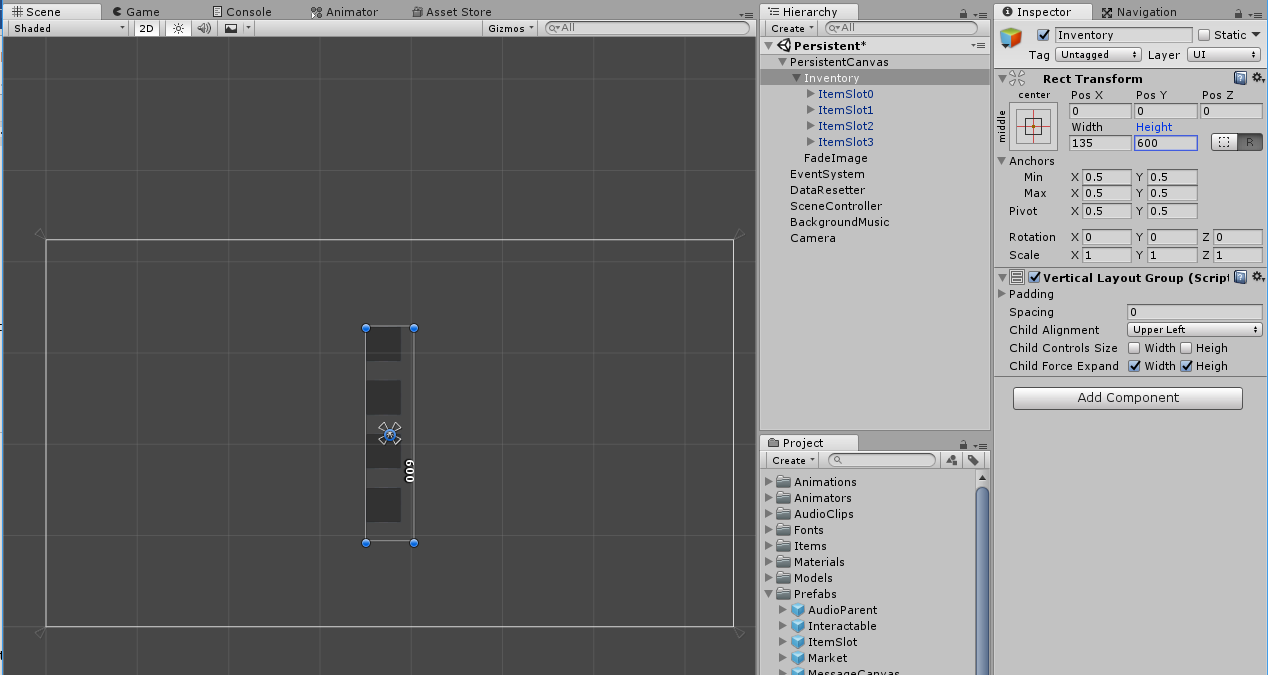 Scene Game Console Animator Asset Store
Shaded 2D Gizmos All
600
Hierarchy
Create All
Persistent*
PersistentCanvas
Inventory
ItemSlot0
ItemSlot1
ItemSlot2
ItemSlot3
FadeImage
EventSystem
DataResetter
SceneController
BackgroundMusic
Camera
Project
Create
Animations
Animators
AudioClips
Fonts
Items
Materials
Models
Prefabs
AudioParent
Interactable
ItemSlot
Market
MessageCanvas
Inspector Navigation
Inventory Static
Tag Untagged Layer UI
Rect Transform
center Pos X Pos Y Pos Z
middle 0 0 0
Width Height
135 600 R
Anchors
Min X 0.5 Y 0.5
Max X 0.5 Y 0.5
Pivot X 0.5 Y 0.5
Rotation X 0 Y 0 Z 0
Scale X 1 Y 1 Z 1
Vertical Layout Group (Script
Padding
Spacing 0
Child Alignment Upper Left
Child Controls Size Width Heigh
Child Force Expand Width Heigh
Add Component